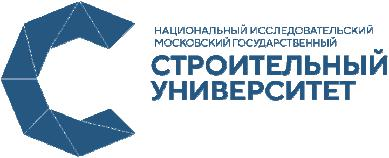 НАЦИОНАЛЬНЫЙ ИССЛЕДОВАТЕЛЬСКИЙ
МОСКОВСКИЙ ГОСУДАРСТВЕННЫЙ
СТРОИТЕЛЬНЫЙ
УНИВЕРСИТЕТ